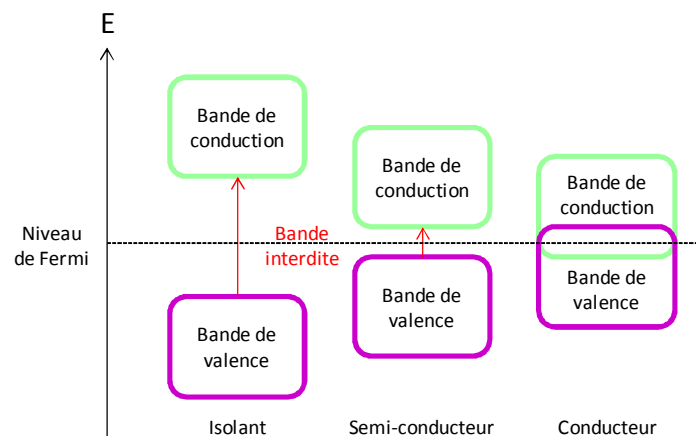 E
Bande de
conduction
Bande de
conduction
Bande de
conduction
Niveau
de Fermi
Bande
interdite
Bande de
valence
Bande de
valence
Bande de
valence
Isolant
Semi-conducteur
Conducteur